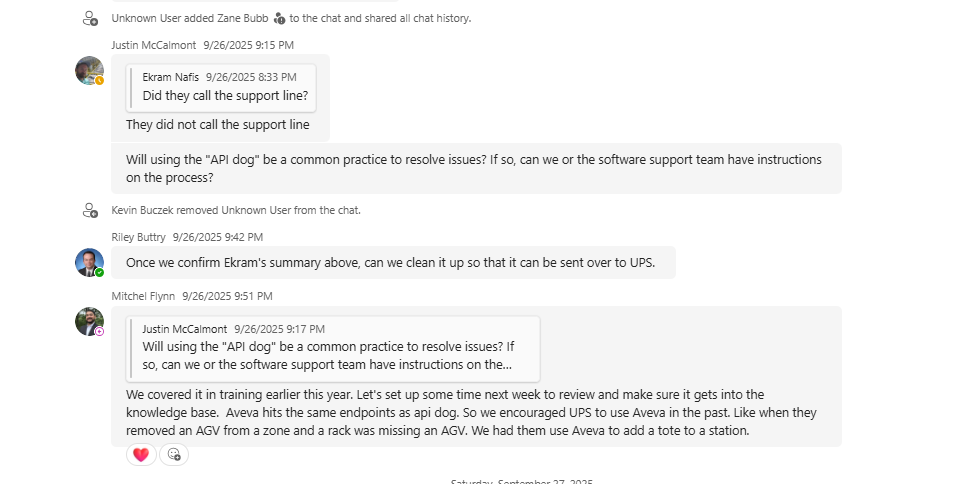 Unknown User added Zane Bubb to the chat and shared all chat history.
Justin McCalmont 9/26/2025 9:15 PM
Ekram Nafis 9/26/2025 8:33 PM
Did they call the support line?
They did not call the support line
Will using the "API dog" be a common practice to resolve issues? If so, can we or the software support team have instructions
on the process?
Kevin Buczek removed Unknown User from the chat.
Riley Buttry 9/26/2025 9:42 PM
Once we confirm Ekram's summary above, can we clean it up so that it can be sent over to UPS.
Mitchel Flynn 9/26/2025 9:51 PM
Justin McCalmont 9/26/2025 9:17 PM
Will using the "API dog" be a common practice to resolve issues? If
so, can we or the software support team have instructions on the...
We covered it in training earlier this year. Let's set up some time next week to review and make sure it gets into the
knowledge base. Aveva hits the same endpoints as api dog. So we encouraged UPS to use Aveva in the past. Like when they
removed an AGV from a zone and a rack was missing an AGV. We had them use Aveva to add a tote to a station.
Saturday, September 27, 2025